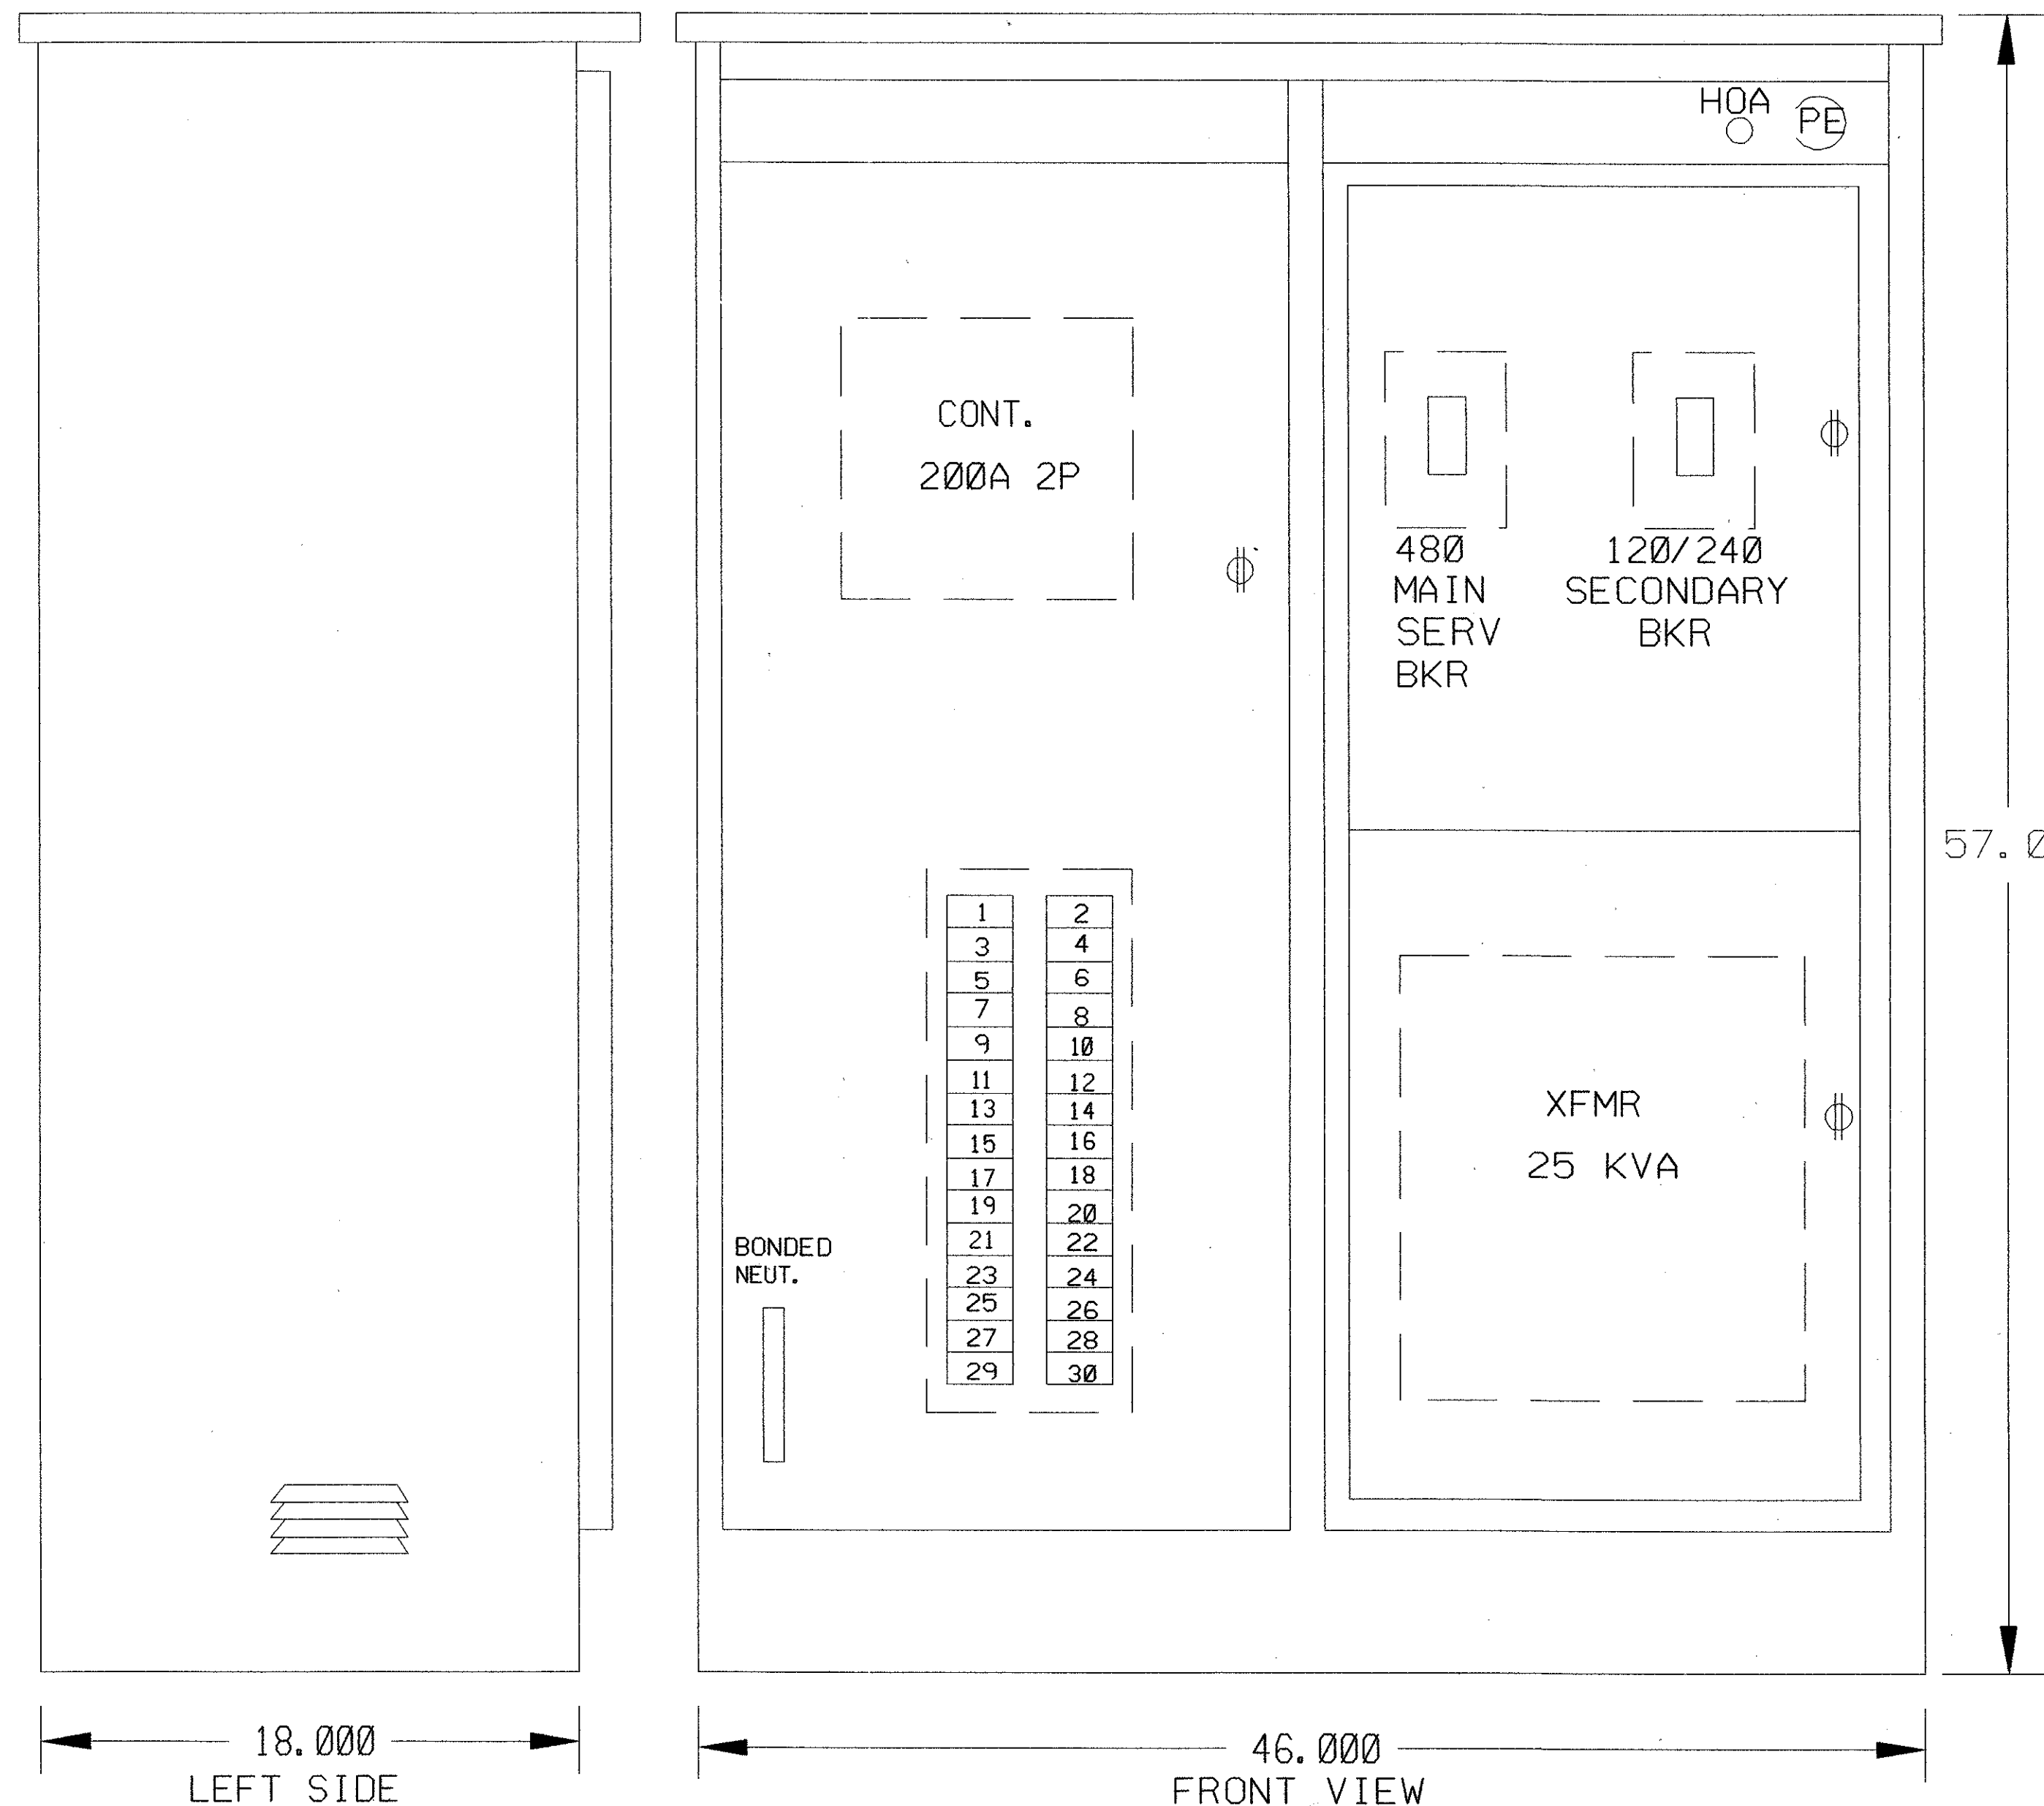 HOA
PE
CONT.
200A 2P
480
MAIN
SERV
BKR
120/240
SECONDARY
BKR
57.0
1 2
3 4
5 6
7 8
9 10
11 12
13 14
15 16
17 18
19 20
21 22
23 24
25 26
27 28
29 30
BONDED
NEUT.
XFMR
25 KVA
18.000
LEFT SIDE
46.000
FRONT VIEW